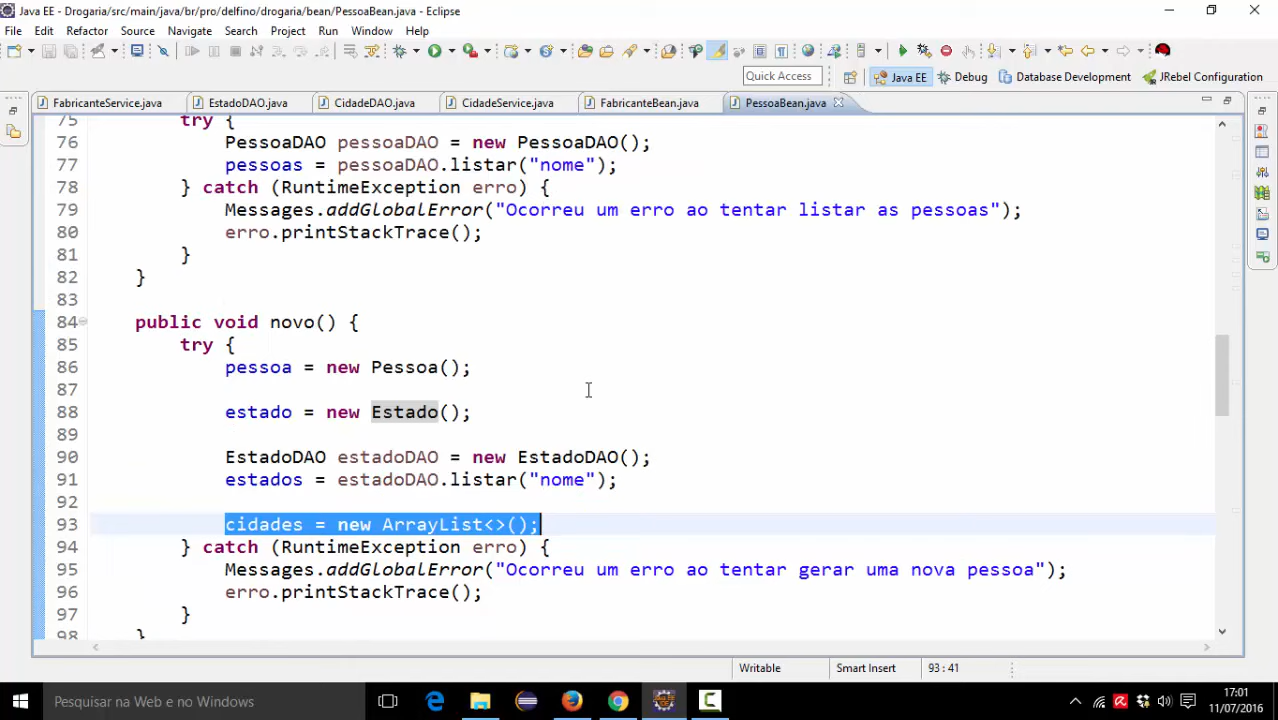 Java EE - Drogaria/src/main/java/br/pro/delfino/drogaria/bean/PessoaBean.java - Eclipse
File Edit Refactor Source Navigate Search Project Run Window Help
Quick Access Java EE Debug Database Development JRebel Configuration
FabricanteService.java EstadoDAO.java CidadeDAO.java CidadeService.java FabricanteBean.java PessoaBean.java
75 try {
76 PessoaDAO pessoaDAO = new PessoaDAO();
77 pessoas = pessoaDAO.listar("nome");
78 } catch (RuntimeException erro) {
79 Messages.addGlobalError("Ocorreu um erro ao tentar listar as pessoas");
80 erro.printStackTrace();
81 }
82 }
83
84 public void novo() {
85 try {
86 pessoa = new Pessoa();
87
88 estado = new Estado();
89
90 EstadoDAO estadoDAO = new EstadoDAO();
91 estados = estadoDAO.listar("nome");
92
93 cidades = new ArrayList<>();
94 } catch (RuntimeException erro) {
95 Messages.addGlobalError("Ocorreu um erro ao tentar gerar uma nova pessoa");
96 erro.printStackTrace();
97 }
98 }
Writable Smart Insert 93 : 41
Pesquisar na Web e no Windows
17:01
11/07/2016